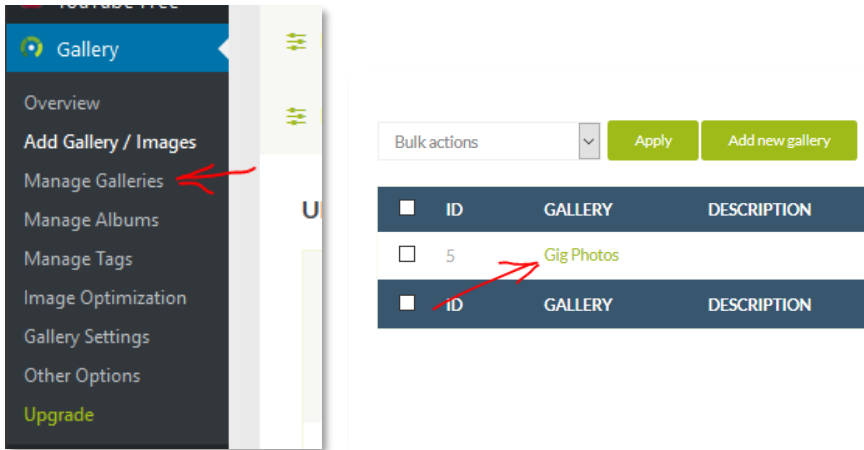 YouTube Free
Gallery
Overview
Add Gallery / Images
Manage Galleries
Manage Albums
Manage Tags
Image Optimization
Gallery Settings
Other Options
Upgrade
Bulk actions
Apply
Add new gallery
ID GALLERY DESCRIPTION
5 Gig Photos
ID GALLERY DESCRIPTION